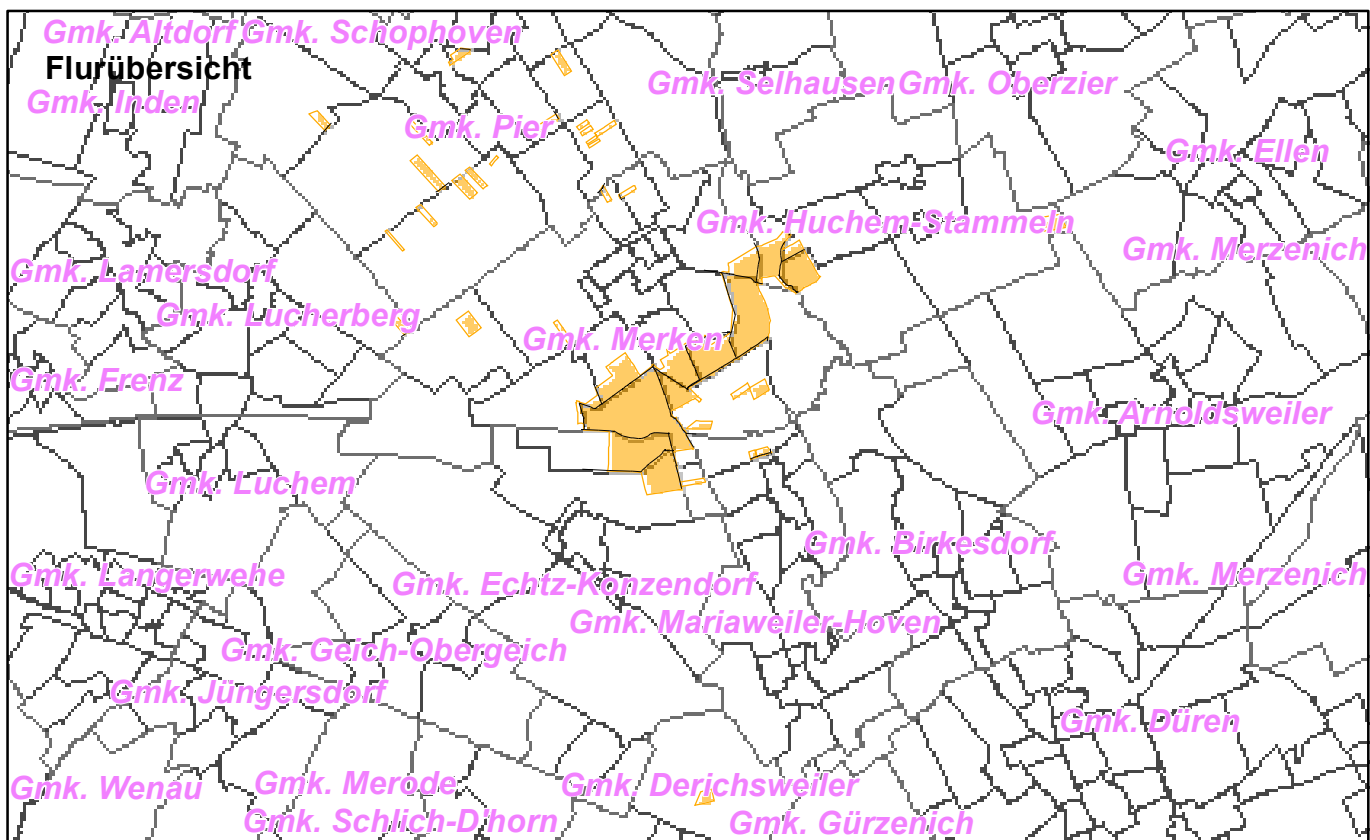 Gmk. Altdorf Gmk. Schophoven
Flurübersicht
Gmk. Selhausen Gmk. Oberzier
Gmk. Inden
Gmk. Pier
Gmk. Ellen
Gmk. Huchem-Stammeln
Gmk. Merzenich
Gmk. Lamersdorf
Gmk. Lucherberg
Gmk. Merken
Gmk. Frenz
Gmk. Arnoldsweiler
Gmk. Luchem
Gmk. Birkesdorf
Gmk. Langerwehe
Gmk. Echtz-Konzendorf
Gmk. Merzenich
Gmk. Mariaweiler-Hoven
Gmk. Geich-Obergeich
Gmk. Jüngersdorf
Gmk. Düren
Gmk. Wenau
Gmk. Merode
Gmk. Derichsweiler
Gmk. Schlich-D'horn
Gmk. Gürzenich